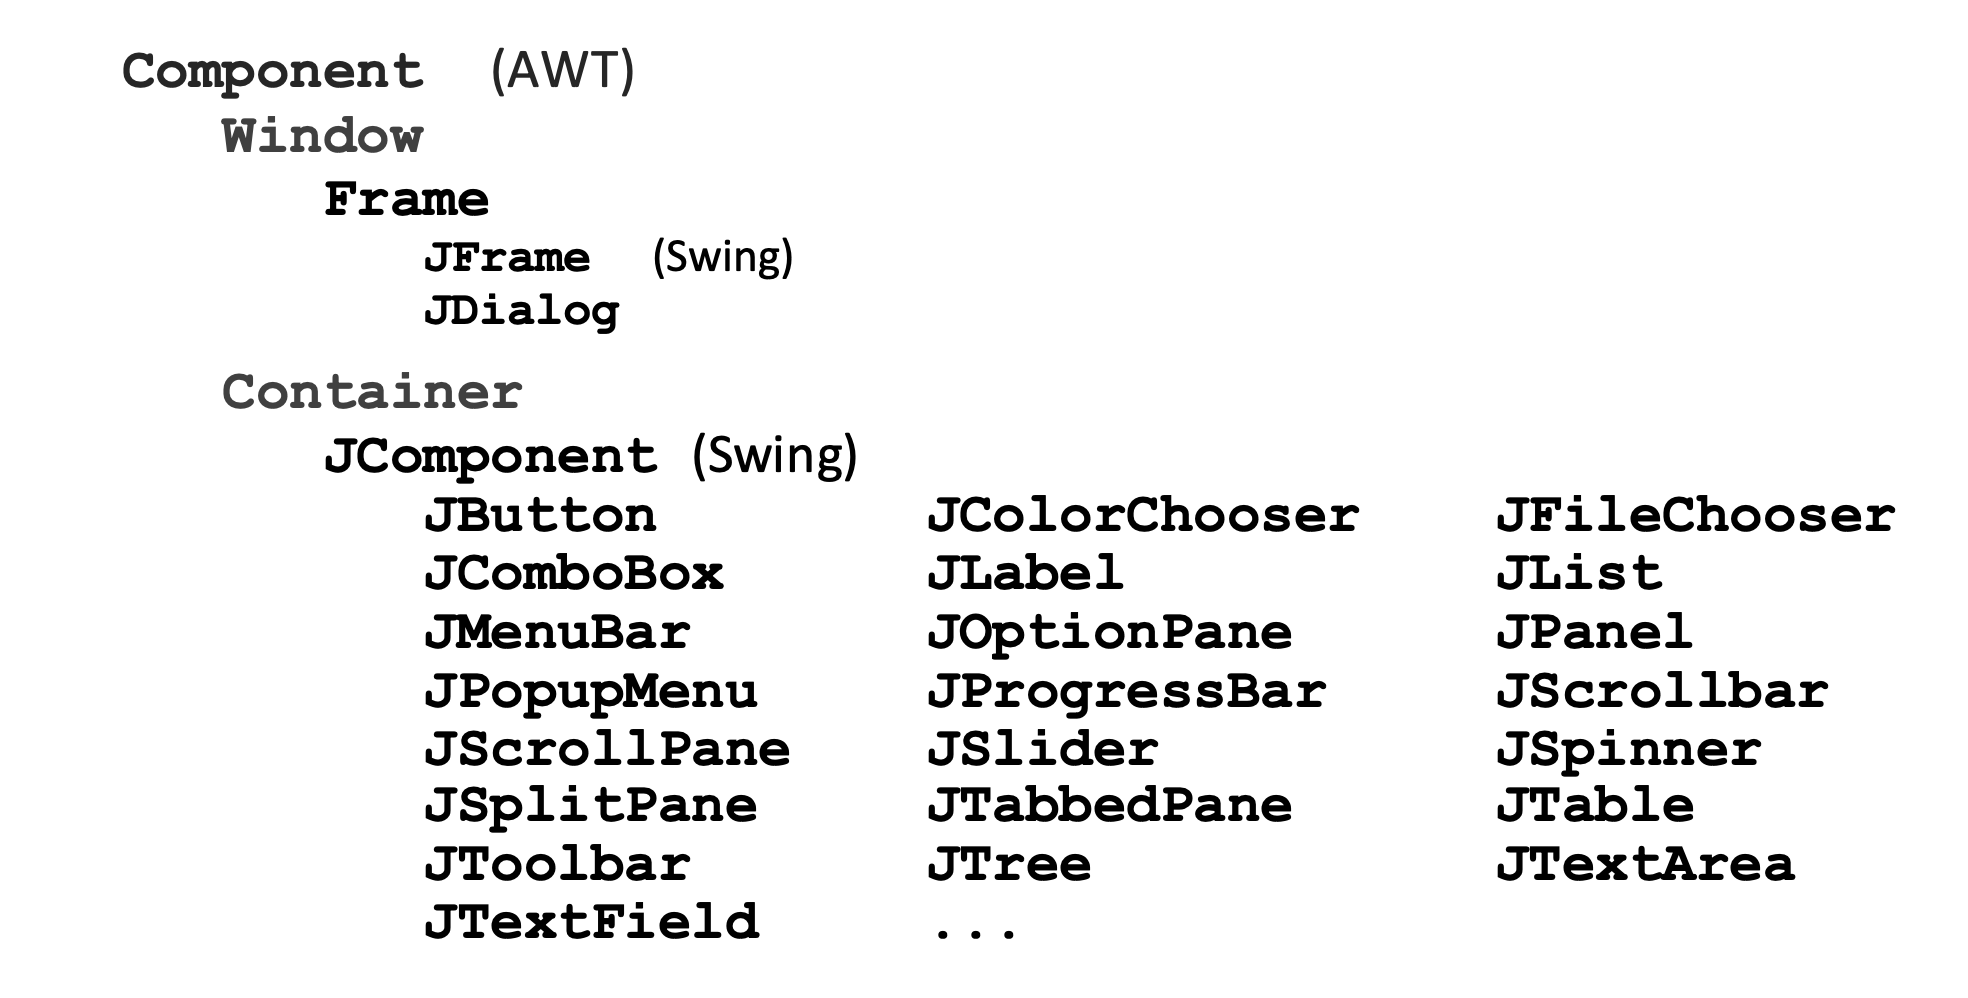 Component (AWT)
Window
Frame
JFrame (Swing)
JDialog
Container
JComponent (Swing)
JButton JColorChooser JFileChooser
JComboBox JLabel JList
JMenuBar JOptionPane JPanel
JPopupMenu JProgressBar JScrollbar
JScrollPane JSlider JSpinner
JSplitPane JTabbedPane JTable
JToolbar JTree JTextArea
JTextField ...